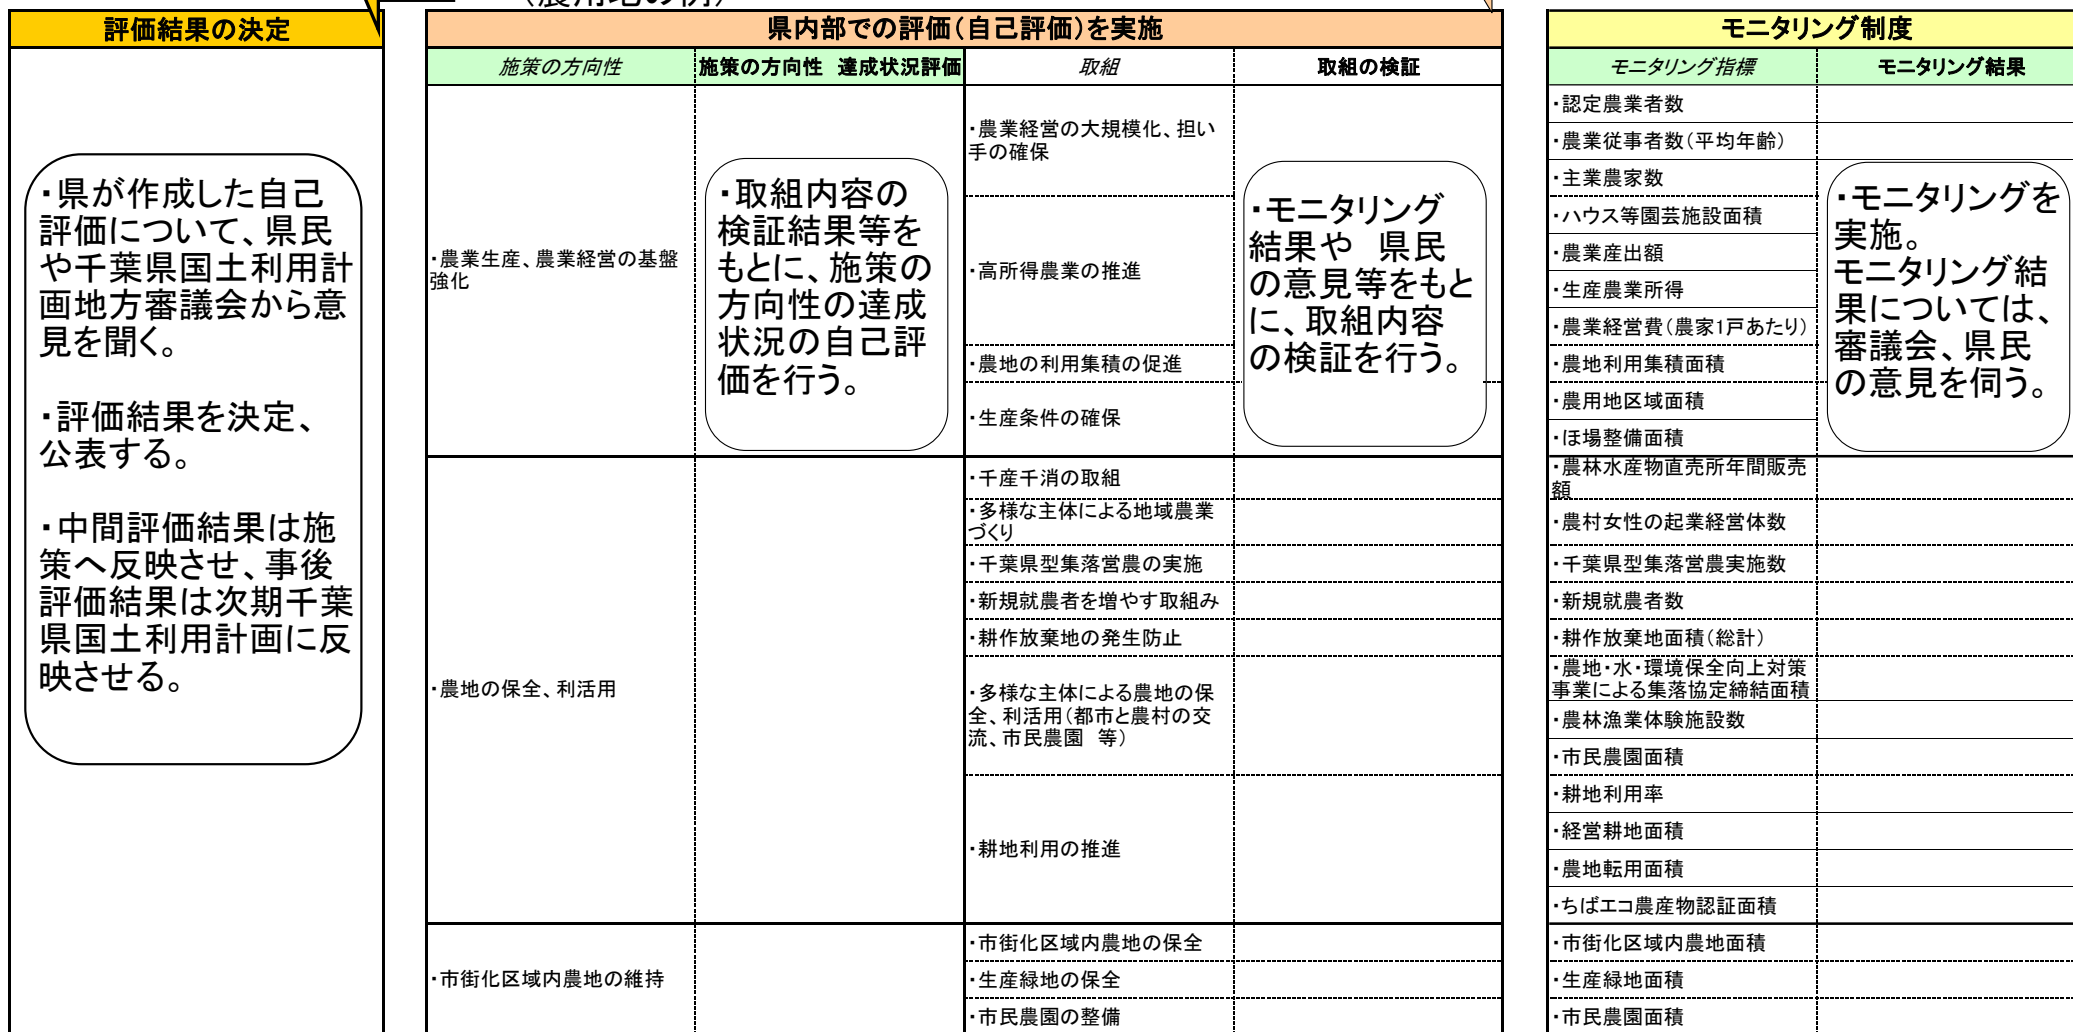 （農用地の例）
評価結果の決定
・県が作成した自己
評価について、県民
や千葉県国土利用計
画地方審議会から意
見を聞く。
・評価結果を決定、
公表する。
・中間評価結果は施
策へ反映させ、事後
評価結果は次期千葉
県国土利用計画に反
映させる。
県内部での評価（自己評価）を実施
施策の方向性
施策の方向性　達成状況評価
取組
取組の検証
・農業生産、農業経営の基盤
強化
・取組内容の
検証結果等を
もとに、施策の
方向性の達成
状況の自己評
価を行う。
・農業経営の大規模化、担い
手の確保
・高所得農業の推進
・農地の利用集積の促進
・生産条件の確保
・モニタリング
結果や　県民
の意見等をもと
に、取組内容
の検証を行う。
・農地の保全、利活用
・千産千消の取組
・多様な主体による地域農業
づくり
・千葉県型集落営農の実施
・新規就農者を増やす取組み
・耕作放棄地の発生防止
・多様な主体による農地の保
全、利活用（都市と農村の交
流、市民農園　等）
・耕地利用の推進
・市街化区域内農地の維持
・市街化区域内農地の保全
・生産緑地の保全
・市民農園の整備
モニタリング制度
モニタリング指標
モニタリング結果
・認定農業者数
・農業従事者数（平均年齢）
・主業農家数
・ハウス等園芸施設面積
・農業産出額
・生産農業所得
・農業経営費（農家1戸あたり）
・農地利用集積面積
・農用地区域面積
・ほ場整備面積
・モニタリングを
実施。
モニタリング結
果については、
審議会、県民
の意見を伺う。
・農林水産物直売所年間販売
額
・農村女性の起業経営体数
・千葉県型集落営農実施数
・新規就農者数
・耕作放棄地面積（総計）
・農地・水・環境保全向上対策
事業による集落協定締結面積
・農林漁業体験施設数
・市民農園面積
・耕地利用率
・経営耕地面積
・農地転用面積
・ちばエコ農産物認証面積
・市街化区域内農地面積
・生産緑地面積
・市民農園面積